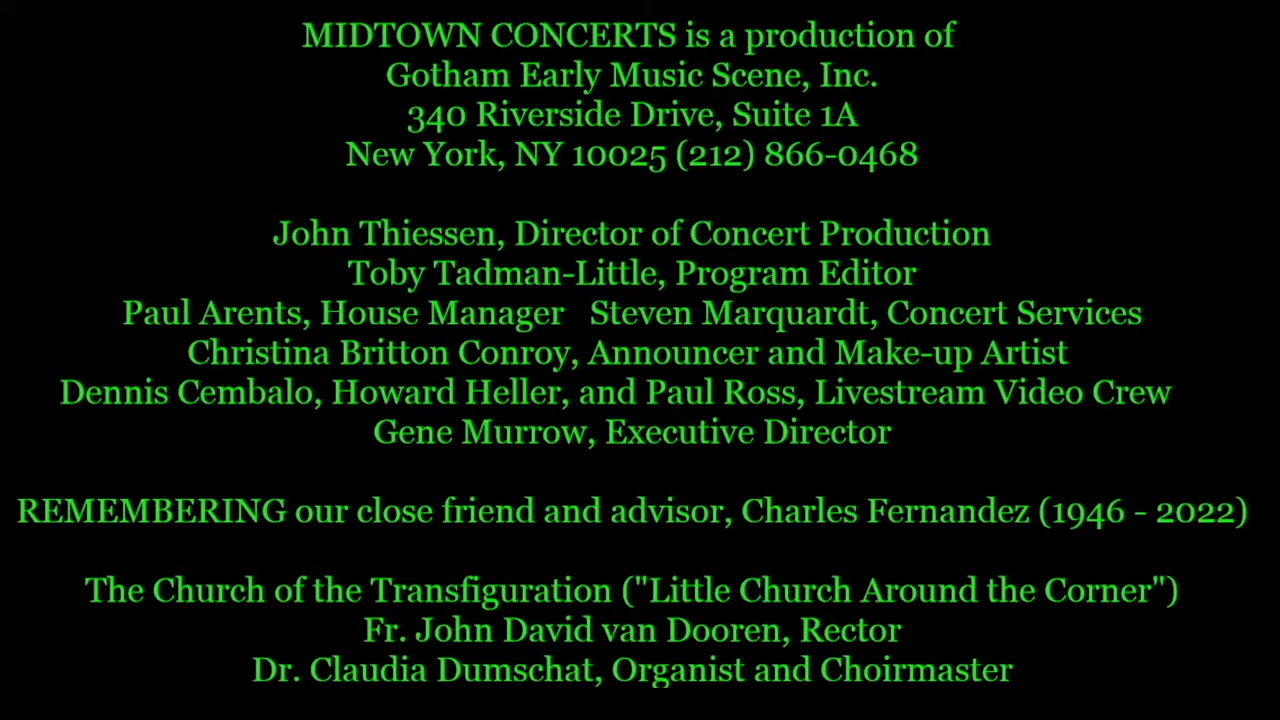 MIDTOWN CONCERTS is a production of
Gotham Early Music Scene, Inc.
340 Riverside Drive, Suite 1A
New York, NY 10025 (212) 866-0468
John Thiessen, Director of Concert Production
Toby Tadman-Little, Program Editor
Paul Arents, House Manager   Steven Marquardt, Concert Services
Christina Britton Conroy, Announcer and Make-up Artist
Dennis Cembalo, Howard Heller, and Paul Ross, Livestream Video Crew
Gene Murrow, Executive Director
REMEMBERING our close friend and advisor, Charles Fernandez (1946 - 2022)
The Church of the Transfiguration ("Little Church Around the Corner")
Fr. John David van Dooren, Rector
Dr. Claudia Dumschat, Organist and Choirmaster